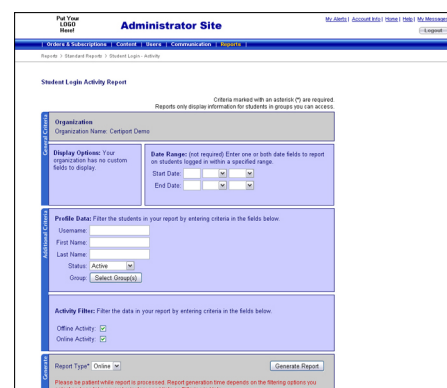 Put Your
LOGO
Here!
Administrator Site
My Alerts | Account Info | Home | Help | My Messages
Logout
| Orders & Subscriptions | Content | Users | Communication | Reports |
Reports > Standard Reports > Student Login - Activity
Student Login Activity Report
Criteria marked with an asterisk (*) are required.
Reports only display information for students in groups you can access.
General Criteria
Organization
Organization Name: Certiport Demo
Display Options: Your
organization has no custom
fields to display.
Date Range: (not required) Enter one or both date fields to report
on students logged in within a specified range.
Start Date:
End Date:
Additional Criteria
Profile Data: Filter the students in your report by entering criteria in the fields below.
Username:
First Name:
Last Name:
Status: Active
Group: Select Group(s)
Activity Filter: Filter the data in your report by entering criteria in the fields below.
Offline Activity:
Online Activity:
Generate
Report Type* Online
Generate Report
Please be patient while report is processed. Report generation time depends on the filtering options you